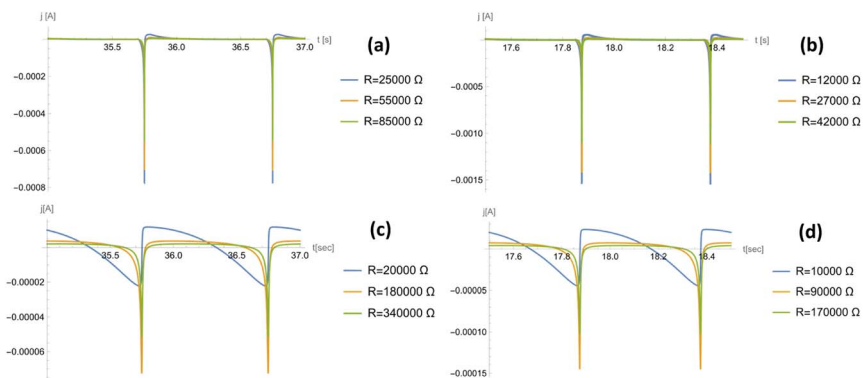 j [A]
t [s]
35.5 36.0 36.5 37.0
−0.0002
−0.0004
−0.0006
−0.0008
(a)
R=25000 Ω
R=55000 Ω
R=85000 Ω
j [A]
t [s]
17.6 17.8 18.0 18.2 18.4
−0.0005
−0.0010
−0.0015
(b)
R=12000 Ω
R=27000 Ω
R=42000 Ω
j[A]
t[sec]
35.5 36.0 36.5 37.0
−0.00002
−0.00004
−0.00006
(c)
R=20000 Ω
R=180000 Ω
R=340000 Ω
j[A]
t[sec]
17.6 17.8 18.0 18.2 18.4
−0.00005
−0.00010
−0.00015
(d)
R=10000 Ω
R=90000 Ω
R=170000 Ω